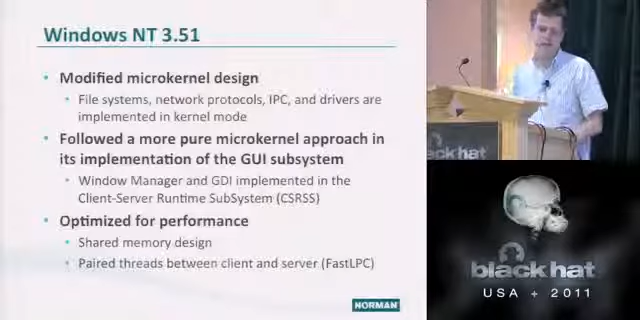 Windows NT 3.51
• Modified microkernel design
• File systems, network protocols, IPC, and drivers are
implemented in kernel mode
• Followed a more pure microkernel approach in
its implementation of the GUI subsystem
• Window Manager and GDI implemented in the
Client-Server Runtime SubSystem (CSRSS)
• Optimized for performance
• Shared memory design
• Paired threads between client and server (FastLPC)
NORMAN
black hat
black hat
USA + 2011